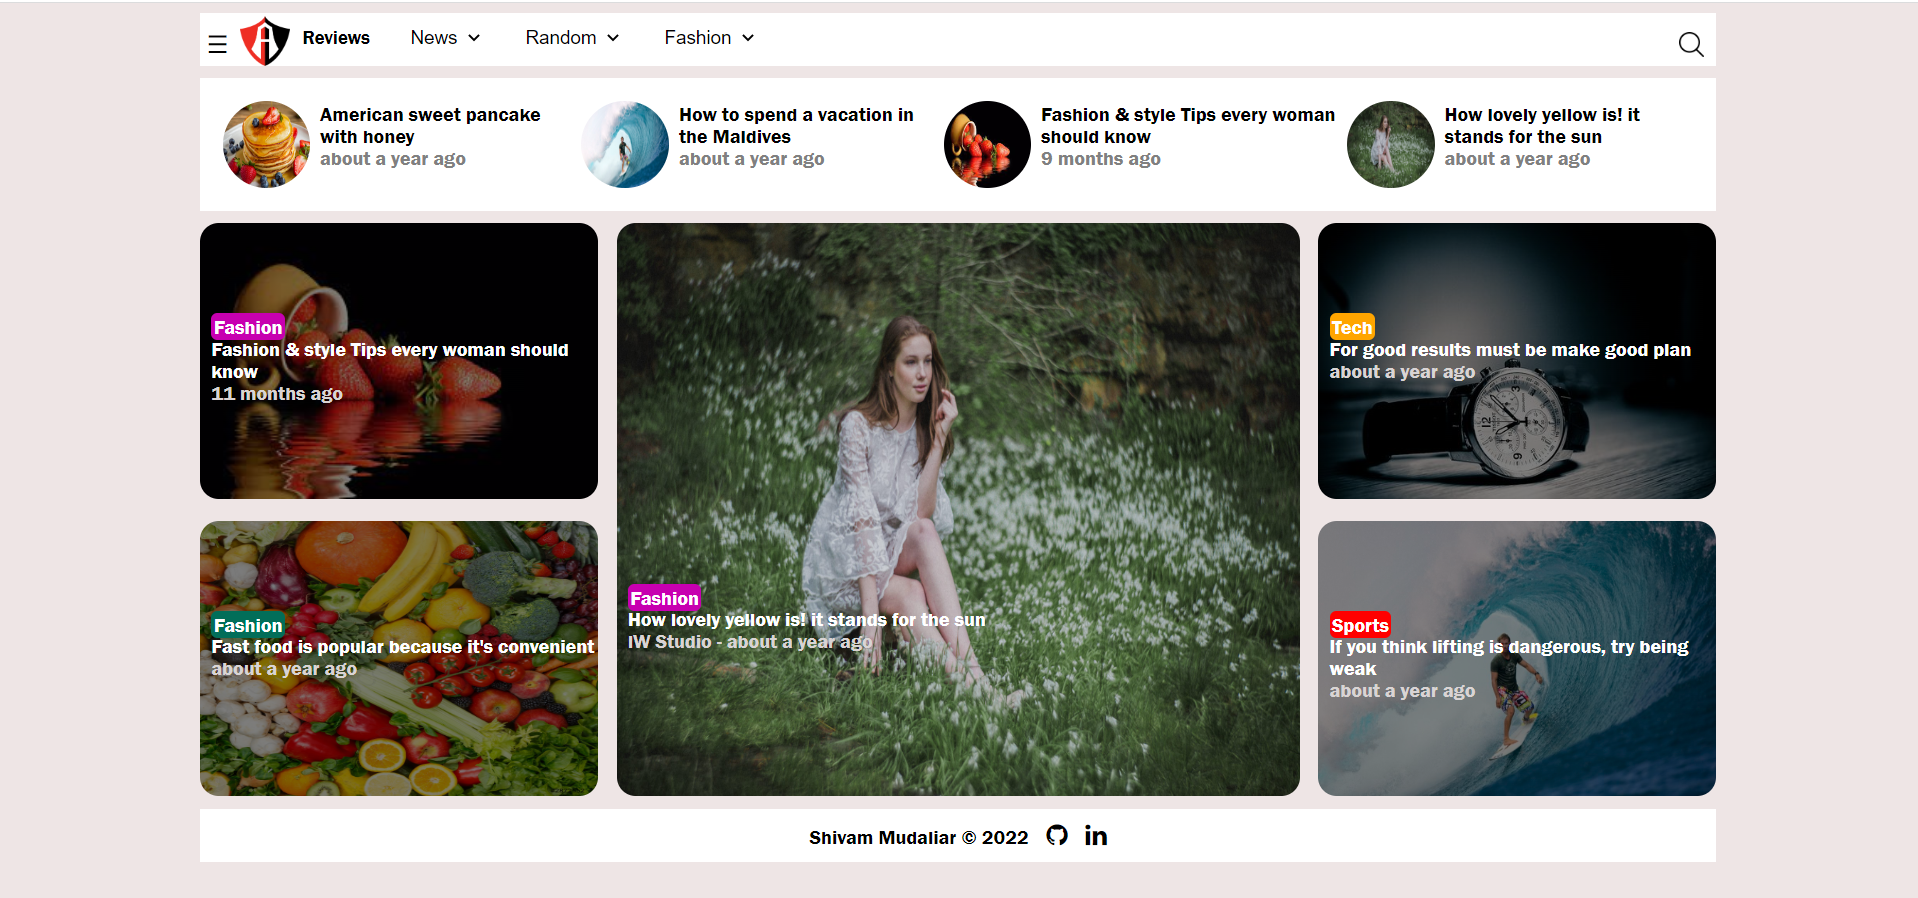 Reviews News Random Fashion
American sweet pancake
with honey
about a year ago
How to spend a vacation in
the Maldives
about a year ago
Fashion & style Tips every woman
should know
9 months ago
How lovely yellow is! it
stands for the sun
about a year ago
Fashion
Fashion & style Tips every woman should
know
11 months ago
Fashion
Fast food is popular because it's convenient
about a year ago
Fashion
How lovely yellow is! it stands for the sun
IW Studio - about a year ago
Tech
For good results must be make good plan
about a year ago
Sports
If you think lifting is dangerous, try being
weak
about a year ago
Shivam Mudaliar © 2022